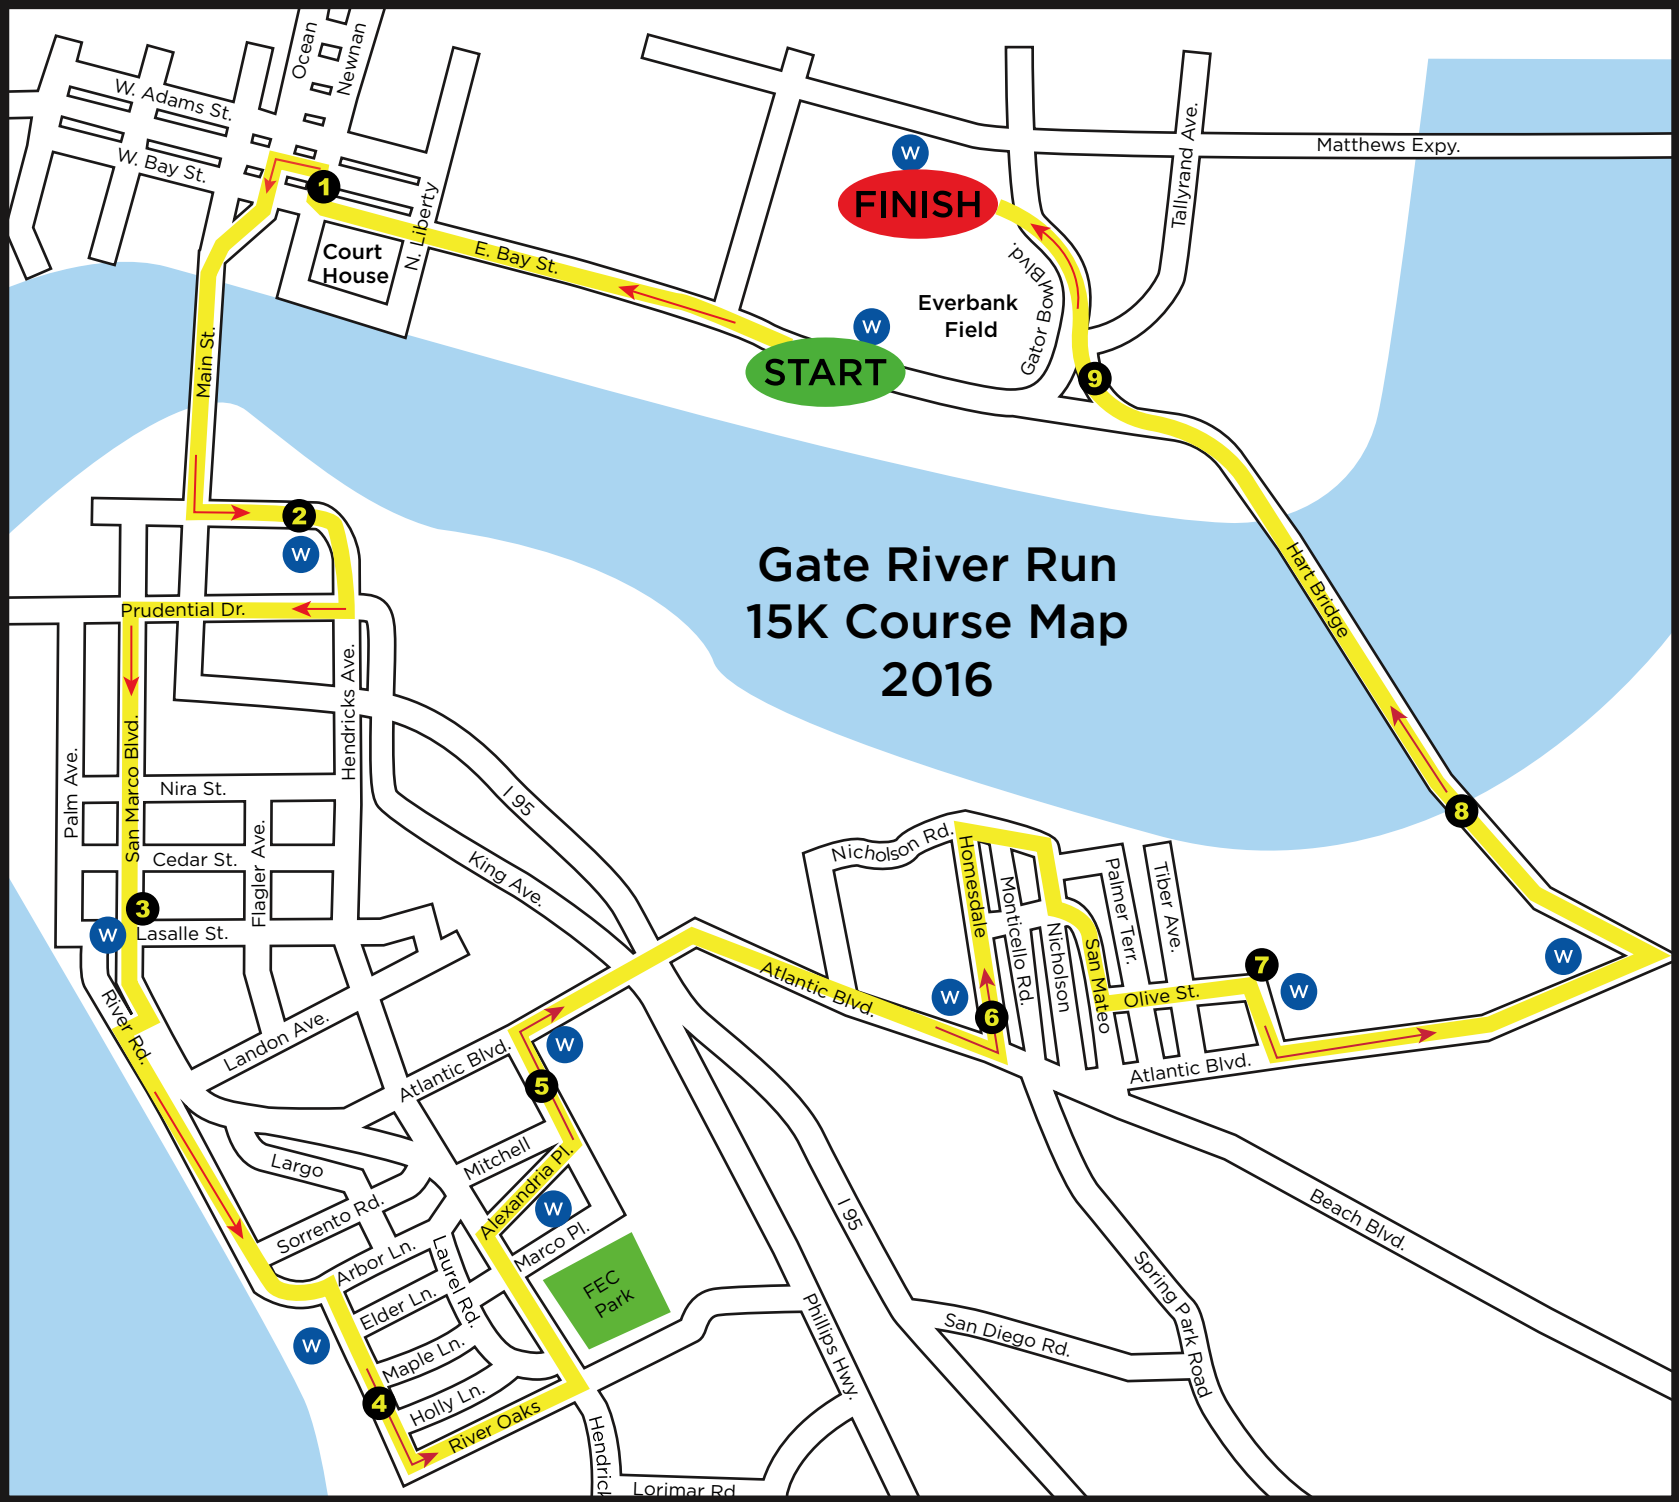 Ocean
Newnan
W. Adams St.
W. Bay St.
1
Court
House
N. Liberty
E. Bay St.
W
FINISH
W
START
Everbank
Field
Gator Bowl Blvd.
Tallyrand Ave.
Matthews Expy.
9
Main St.
2
W
Gate River Run
15K Course Map
2016
Hart Bridge
8
Prudential Dr.
San Marco Blvd.
Palm Ave.
Hendricks Ave.
Nira St.
Cedar St.
Flagler Ave.
3
W
Lasalle St.
I 95
King Ave.
River Rd.
Landon Ave.
Atlantic Blvd.
Nicholson Rd.
Homesdale
Monticello Rd.
Nicholson
San Mateo
Palmer Terr.
Tiber Ave.
Olive St.
7
W
W
Atlantic Blvd.
W
6
Atlantic Blvd.
W
5
Mitchell
Alexandria Pl.
W
Marco Pl.
FEC
Park
Largo
Sorrento Rd.
Arbor Ln.
Laurel Rd.
Elder Ln.
Maple Ln.
Holly Ln.
W
4
River Oaks
Hendrick
Lorimar Rd
Phillips Hwy.
I 95
San Diego Rd.
Spring Park Road
Beach Blvd.